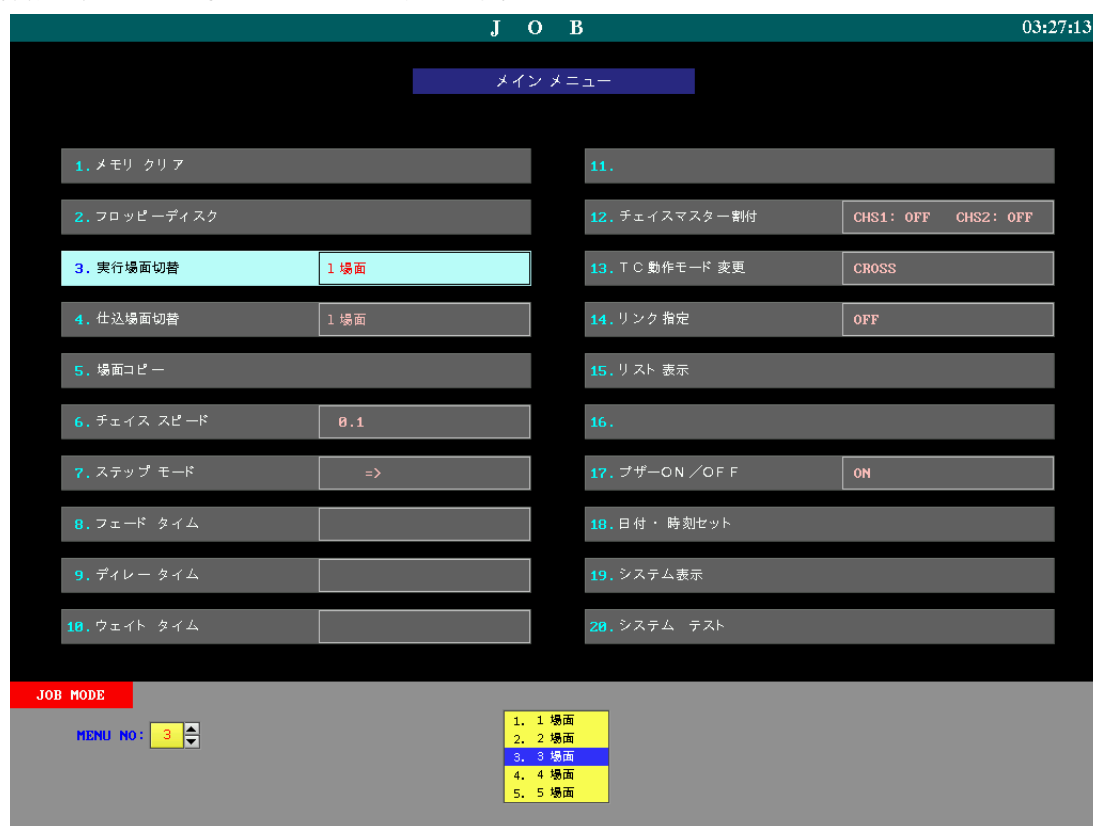 J O B
03:27:13
メイン メニュー
1. メモリ クリア
2. フロッピーディスク
3. 実行場面切替 1 場面
4. 仕込場面切替 1 場面
5. 場面コピー
6. チェイス スピード 0.1
7. ステップ モード =>
8. フェード タイム
9. ディレー タイム
10. ウェイト タイム
11.
12. チェイスマスター割付 CHS1: OFF CHS2: OFF
13. TC動作モード 変更 CROSS
14. リンク指定 OFF
15. リスト 表示
16.
17. ブザーON/OFF ON
18. 日付・時刻セット
19. システム表示
20. システム テスト
JOB MODE
MENU NO: 3
1. 1 場面
2. 2 場面
3. 3 場面
4. 4 場面
5. 5 場面